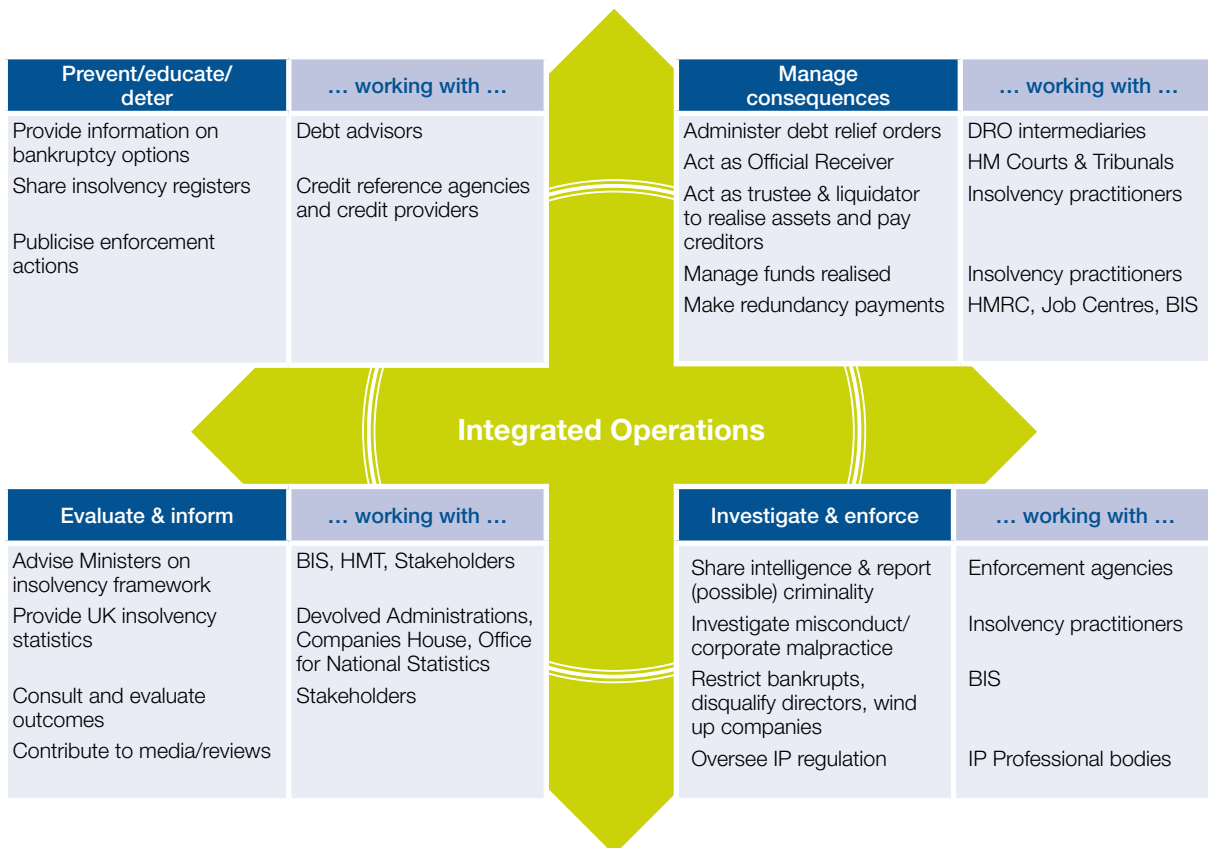 Prevent/educate/
deter
… working with …
Provide information on
bankruptcy options
Debt advisors
Share insolvency registers
Credit reference agencies
and credit providers
Publicise enforcement
actions
Manage
consequences
… working with …
Administer debt relief orders
DRO intermediaries
Act as Official Receiver
HM Courts & Tribunals
Act as trustee & liquidator
to realise assets and pay
creditors
Insolvency practitioners
Manage funds realised
Insolvency practitioners
Make redundancy payments
HMRC, Job Centres, BIS
Integrated Operations
Evaluate & inform
… working with …
Advise Ministers on
insolvency framework
BIS, HMT, Stakeholders
Provide UK insolvency
statistics
Devolved Administrations,
Companies House, Office
for National Statistics
Consult and evaluate
outcomes
Stakeholders
Contribute to media/reviews
Investigate & enforce
… working with …
Share intelligence & report
(possible) criminality
Enforcement agencies
Investigate misconduct/
corporate malpractice
Insolvency practitioners
Restrict bankrupts,
disqualify directors, wind
up companies
BIS
Oversee IP regulation
IP Professional bodies